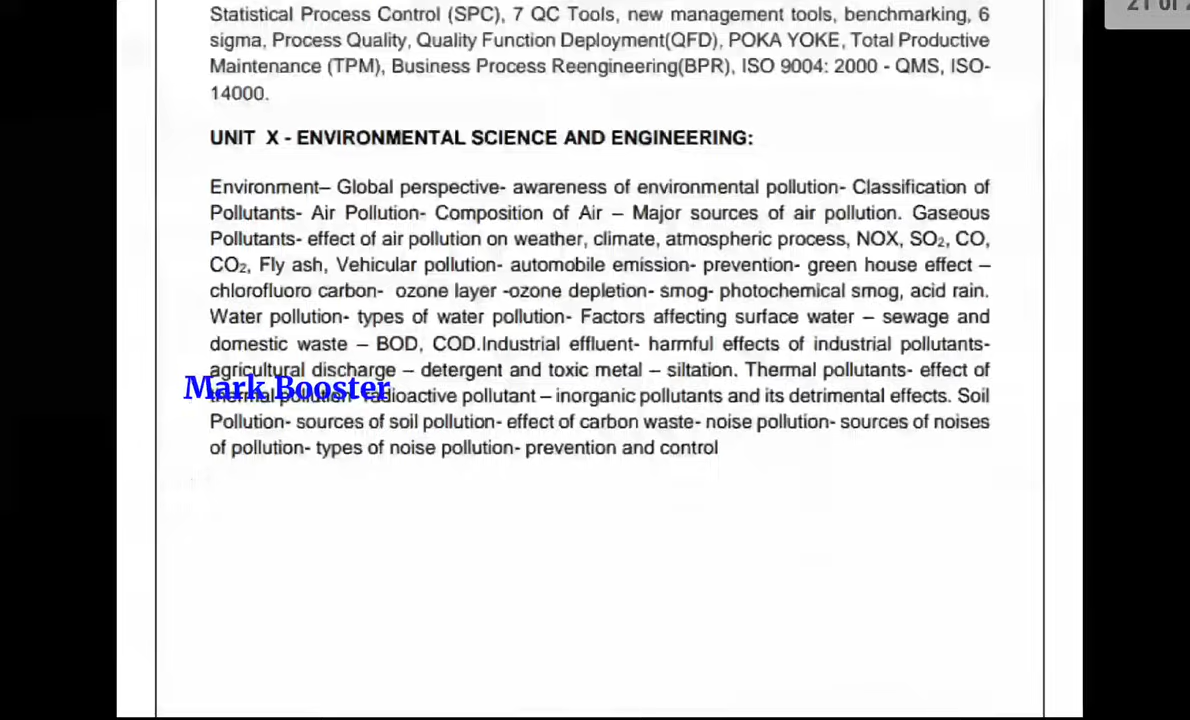 21 of
Statistical Process Control (SPC), 7 QC Tools, new management tools, benchmarking, 6
sigma, Process Quality, Quality Function Deployment(QFD), POKA YOKE, Total Productive
Maintenance (TPM), Business Process Reengineering(BPR), ISO 9004: 2000 - QMS, ISO-
14000.
UNIT X - ENVIRONMENTAL SCIENCE AND ENGINEERING:
Environment– Global perspective- awareness of environmental pollution- Classification of
Pollutants- Air Pollution- Composition of Air – Major sources of air pollution. Gaseous
Pollutants- effect of air pollution on weather, climate, atmospheric process, NOX, SO₂, CO,
CO₂, Fly ash, Vehicular pollution- automobile emission- prevention- green house effect –
chlorofluoro carbon- ozone layer -ozone depletion- smog- photochemical smog, acid rain.
Water pollution- types of water pollution- Factors affecting surface water – sewage and
domestic waste – BOD, COD.Industrial effluent- harmful effects of industrial pollutants-
agricultural discharge – detergent and toxic metal – siltation. Thermal pollutants- effect of
Mark Booster
thermal pollution- radioactive pollutant – inorganic pollutants and its detrimental effects. Soil
Pollution- sources of soil pollution- effect of carbon waste- noise pollution- sources of noises
of pollution- types of noise pollution- prevention and control